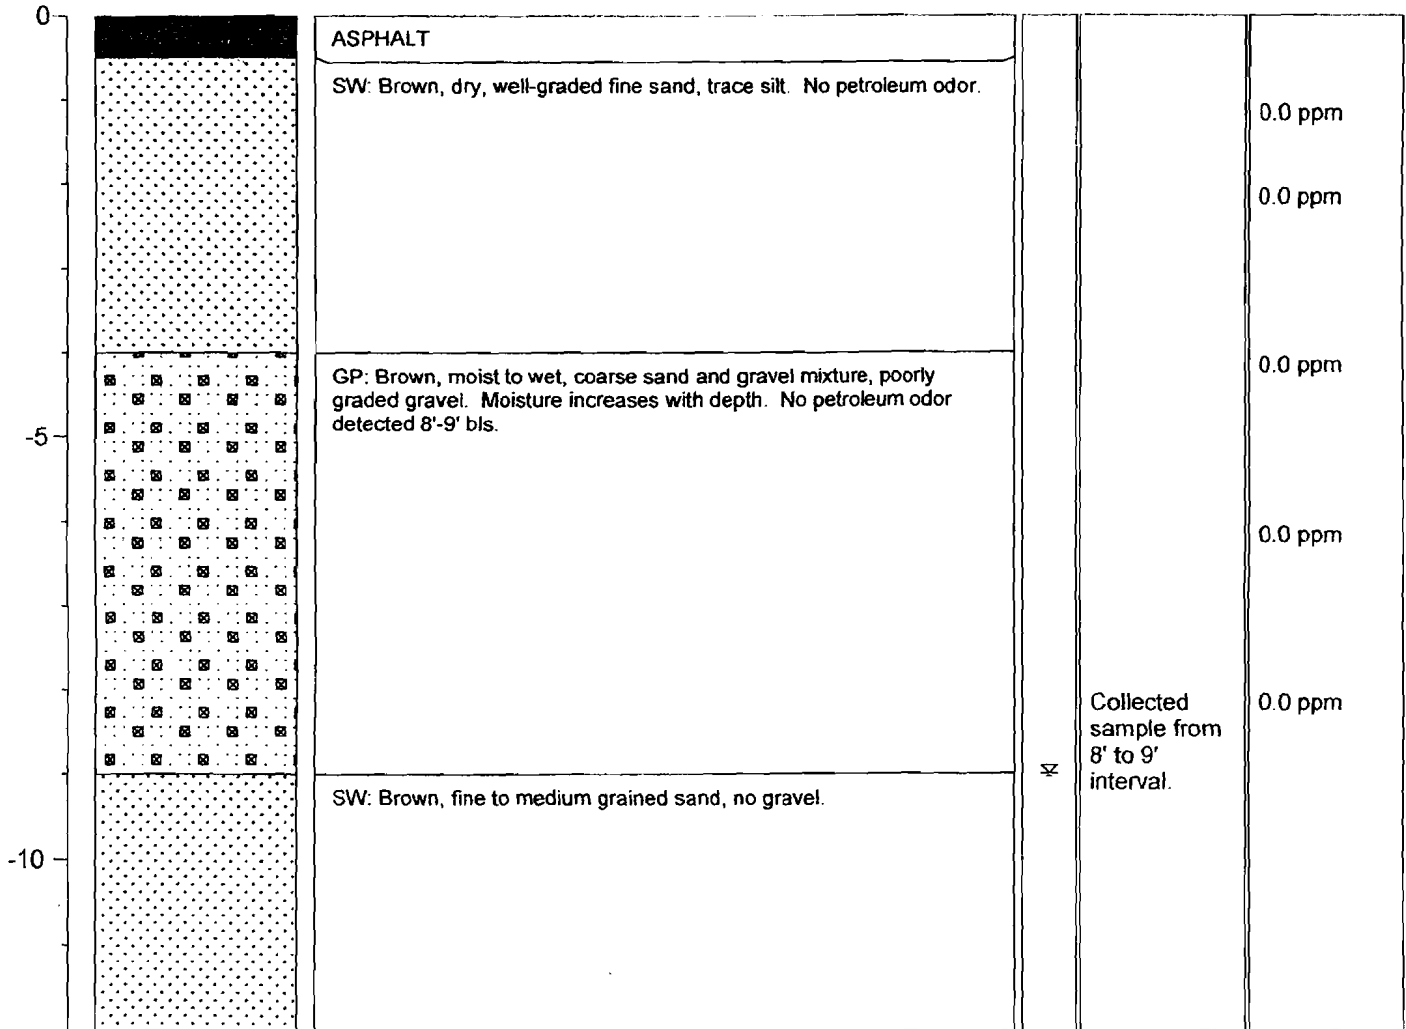 0
ASPHALT
SW: Brown, dry, well-graded fine sand, trace silt. No petroleum odor.
0.0 ppm
0.0 ppm
GP: Brown, moist to wet, coarse sand and gravel mixture, poorly
graded gravel. Moisture increases with depth. No petroleum odor
detected 8'-9' bls.
0.0 ppm
-5
0.0 ppm
Collected
sample from
8' to 9'
interval.
0.0 ppm
SW: Brown, fine to medium grained sand, no gravel.
-10